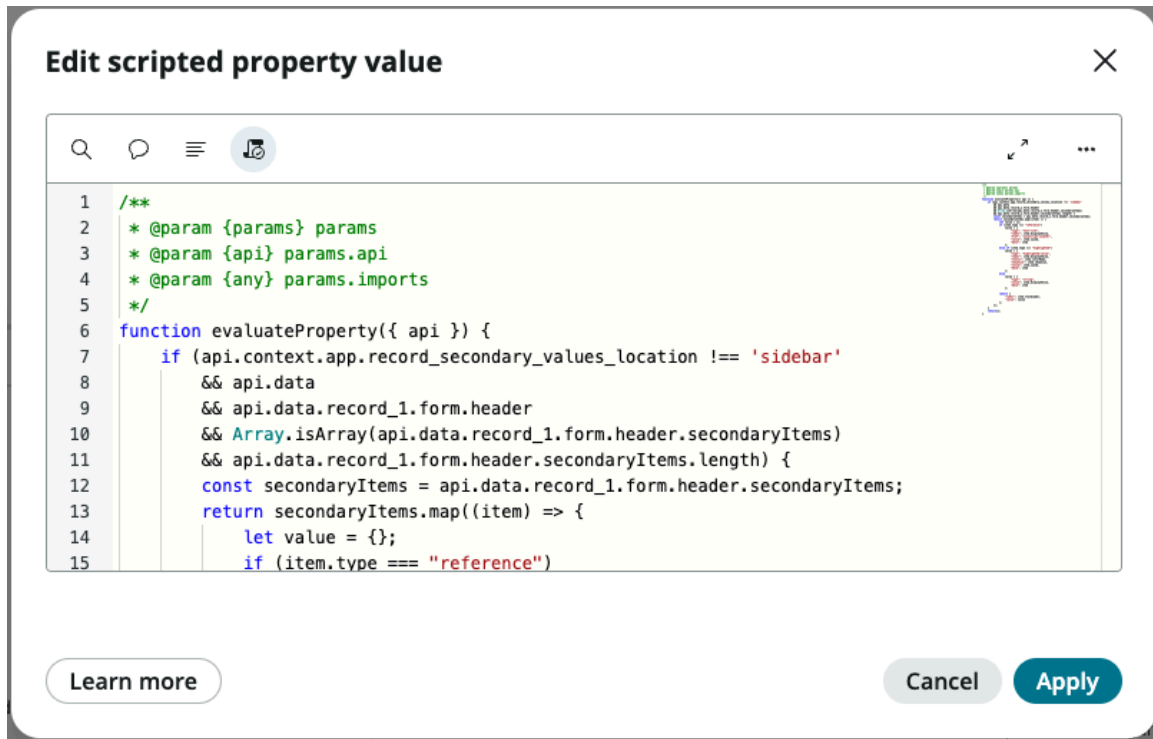 Edit scripted property value
1 /**
2  * @param {params} params
3  * @param {api} params.api
4  * @param {any} params.imports
5  */
6 function evaluateProperty({ api }) {
7     if (api.context.app.record_secondary_values_location !== 'sidebar'
8         && api.data
9         && api.data.record_1.form.header
10         && Array.isArray(api.data.record_1.form.header.secondaryItems)
11         && api.data.record_1.form.header.secondaryItems.length) {
12         const secondaryItems = api.data.record_1.form.header.secondaryItems;
13         return secondaryItems.map((item) => {
14             let value = {};
15             if (item.type === "reference")
Learn more
Cancel
Apply